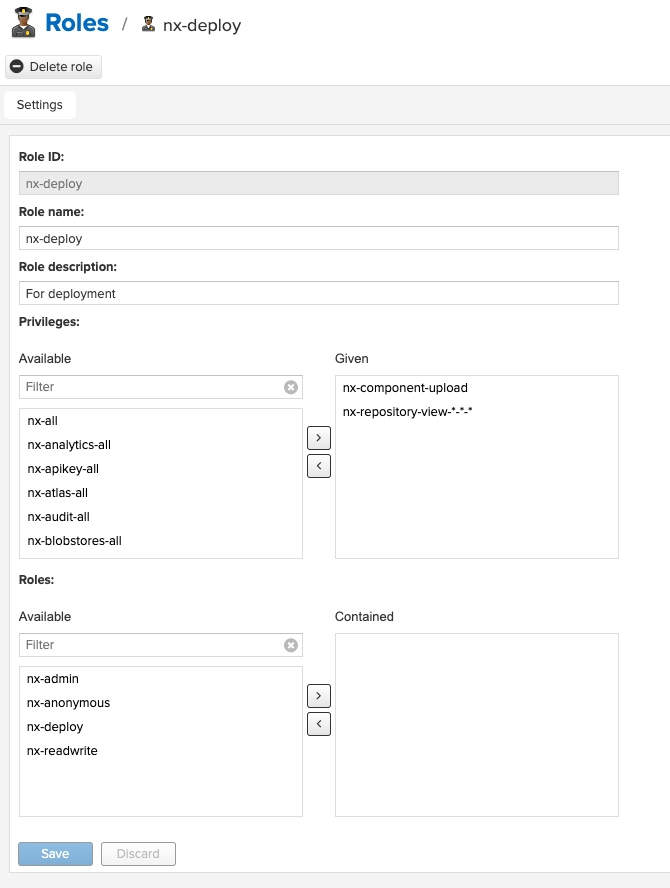 Roles / nx-deploy
Delete role
Settings
Role ID:
nx-deploy
Role name:
nx-deploy
Role description:
For deployment
Privileges:
Available
Filter
nx-all
nx-analytics-all
nx-apikey-all
nx-atlas-all
nx-audit-all
nx-blobstores-all
Given
nx-component-upload
nx-repository-view-*-*-*
Roles:
Available
Filter
nx-admin
nx-anonymous
nx-deploy
nx-readwrite
Contained
Save
Discard